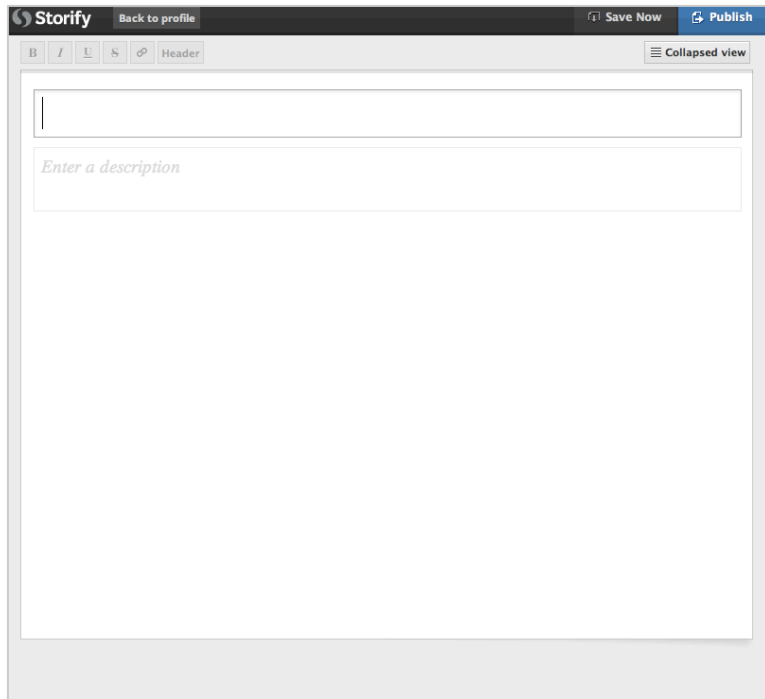 Storify Back to profile Save Now Publish
B I U S Header Collapsed view
Enter a description